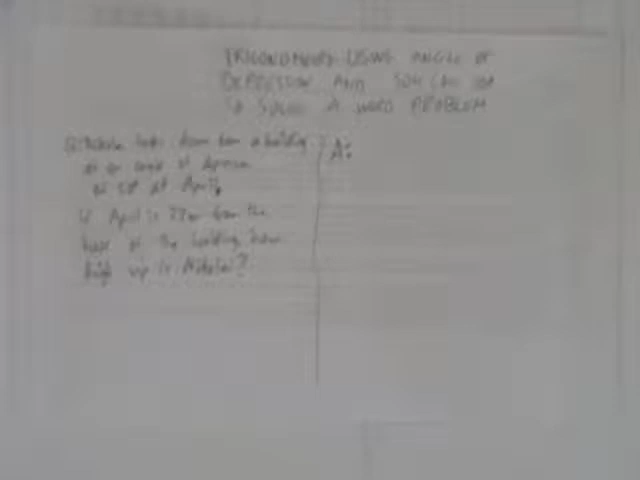 TRIGONOMETRY USING ANGLE OF
DEPRESSION AND SOH CAH TOA
TO SOLVE A WORD PROBLEM
looks down from a building
at an angle of depression
of at April.
If April is from the
base of the building, how
high up is Nikolai?
A: